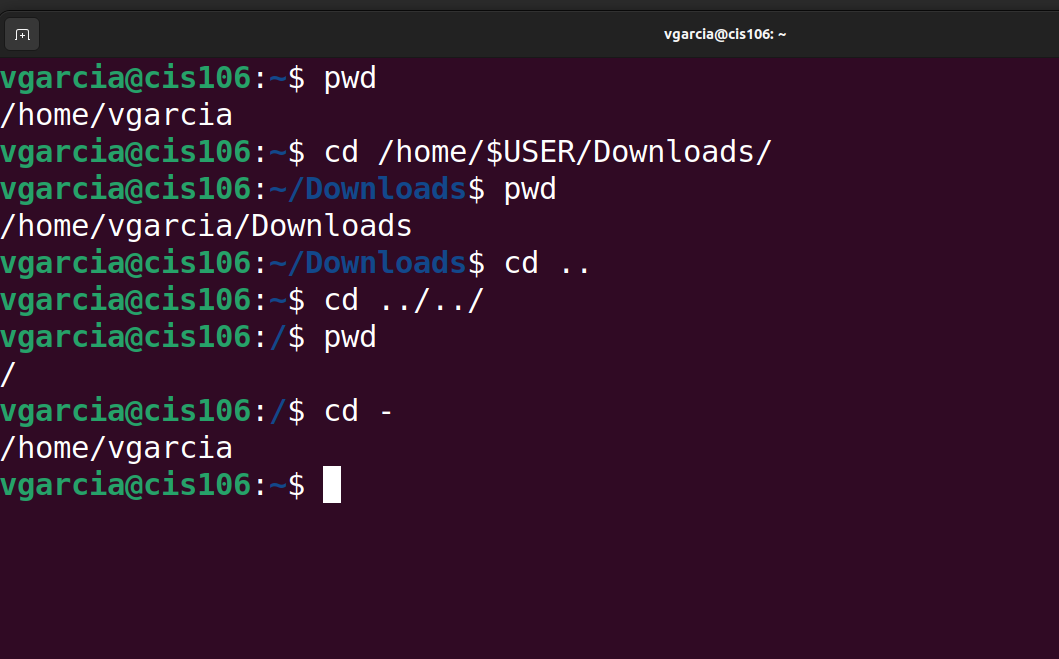 vgarcia@cis106: ~
vgarcia@cis106:~$ pwd
/home/vgarcia
vgarcia@cis106:~$ cd /home/$USER/Downloads/
vgarcia@cis106:~/Downloads$ pwd
/home/vgarcia/Downloads
vgarcia@cis106:~/Downloads$ cd ..
vgarcia@cis106:~$ cd ../../
vgarcia@cis106:/$ pwd
/
vgarcia@cis106:/$ cd -
/home/vgarcia
vgarcia@cis106:~$